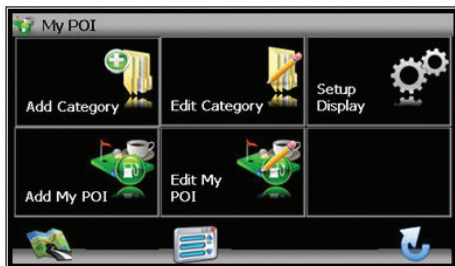 My POI
Add Category
Edit Category
Setup
Display
Add My POI
Edit My
POI